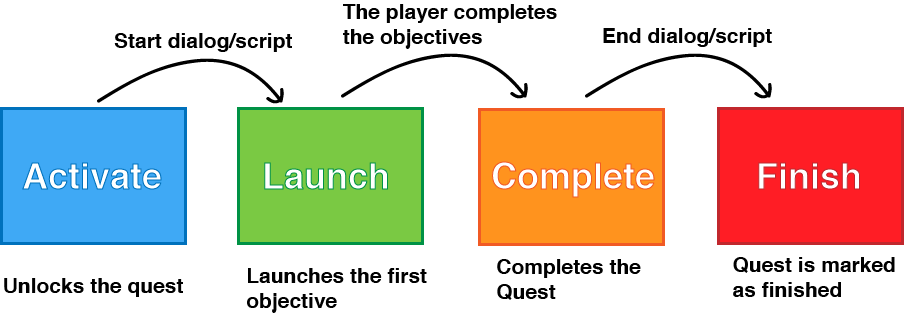 Start dialog/script
The player completes
the objectives
End dialog/script
Activate
Launch
Complete
Finish
Unlocks the quest
Launches the first
objective
Completes the
Quest
Quest is marked
as finished